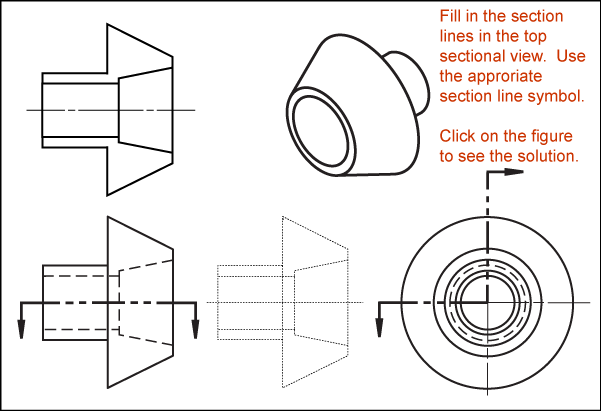 Fill in the section
lines in the top
sectional view.  Use
the approriate
section line symbol.
Click on the figure
to see the solution.